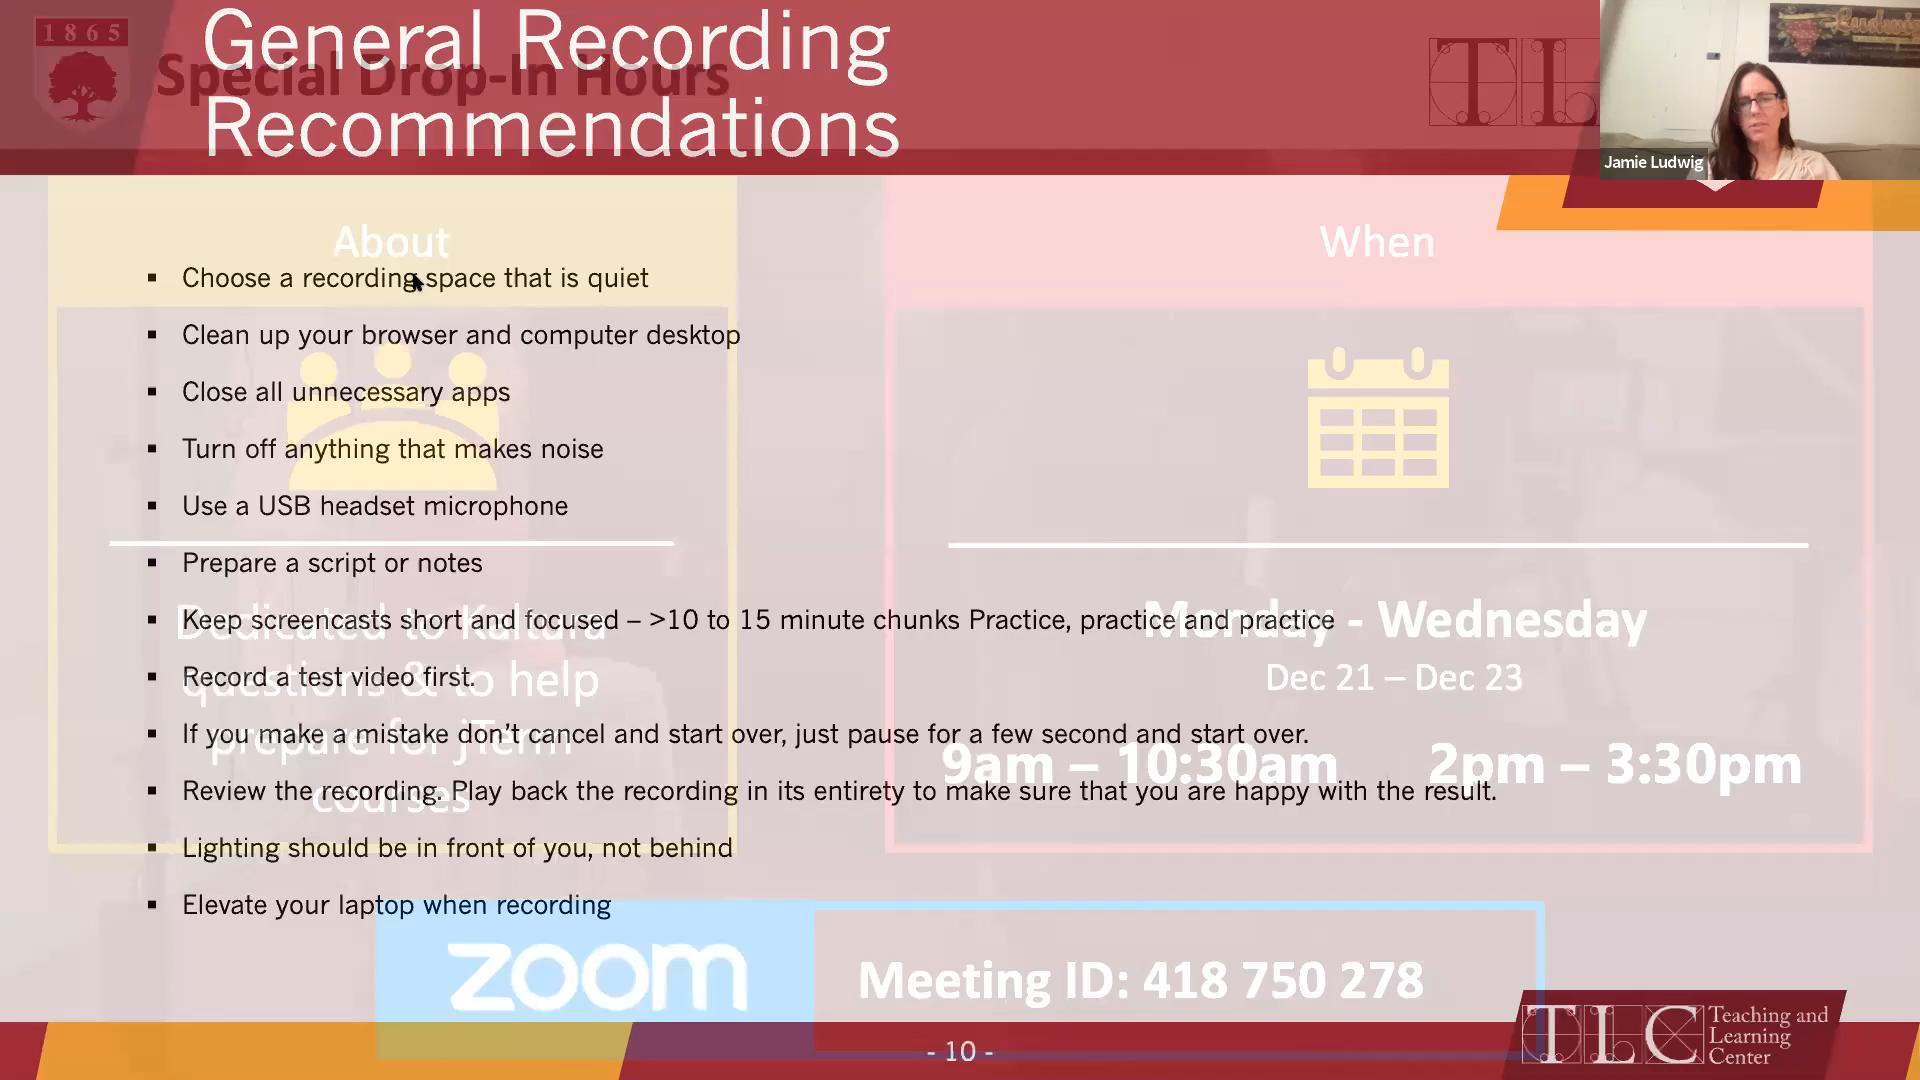 1865
General Recording
Special Drop-In Hours
Recommendations
TL
Ludwig
Jamie Ludwig
About
When
▪ Choose a recording space that is quiet
▪ Clean up your browser and computer desktop
▪ Close all unnecessary apps
▪ Turn off anything that makes noise
▪ Use a USB headset microphone
▪ Prepare a script or notes
▪ Keep screencasts short and focused – >10 to 15 minute chunks Practice, practice and practice
▪ Record a test video first.
▪ If you make a mistake don’t cancel and start over, just pause for a few second and start over.
▪ Review the recording. Play back the recording in its entirety to make sure that you are happy with the result.
▪ Lighting should be in front of you, not behind
▪ Elevate your laptop when recording
Dedicated to Kaltura
questions & to help
prepare for jTerm
courses
Monday - Wednesday
Dec 21 – Dec 23
9am – 10:30am 2pm – 3:30pm
zoom
Meeting ID: 418 750 278
- 10 -
TLC
Teaching and
Learning
Center